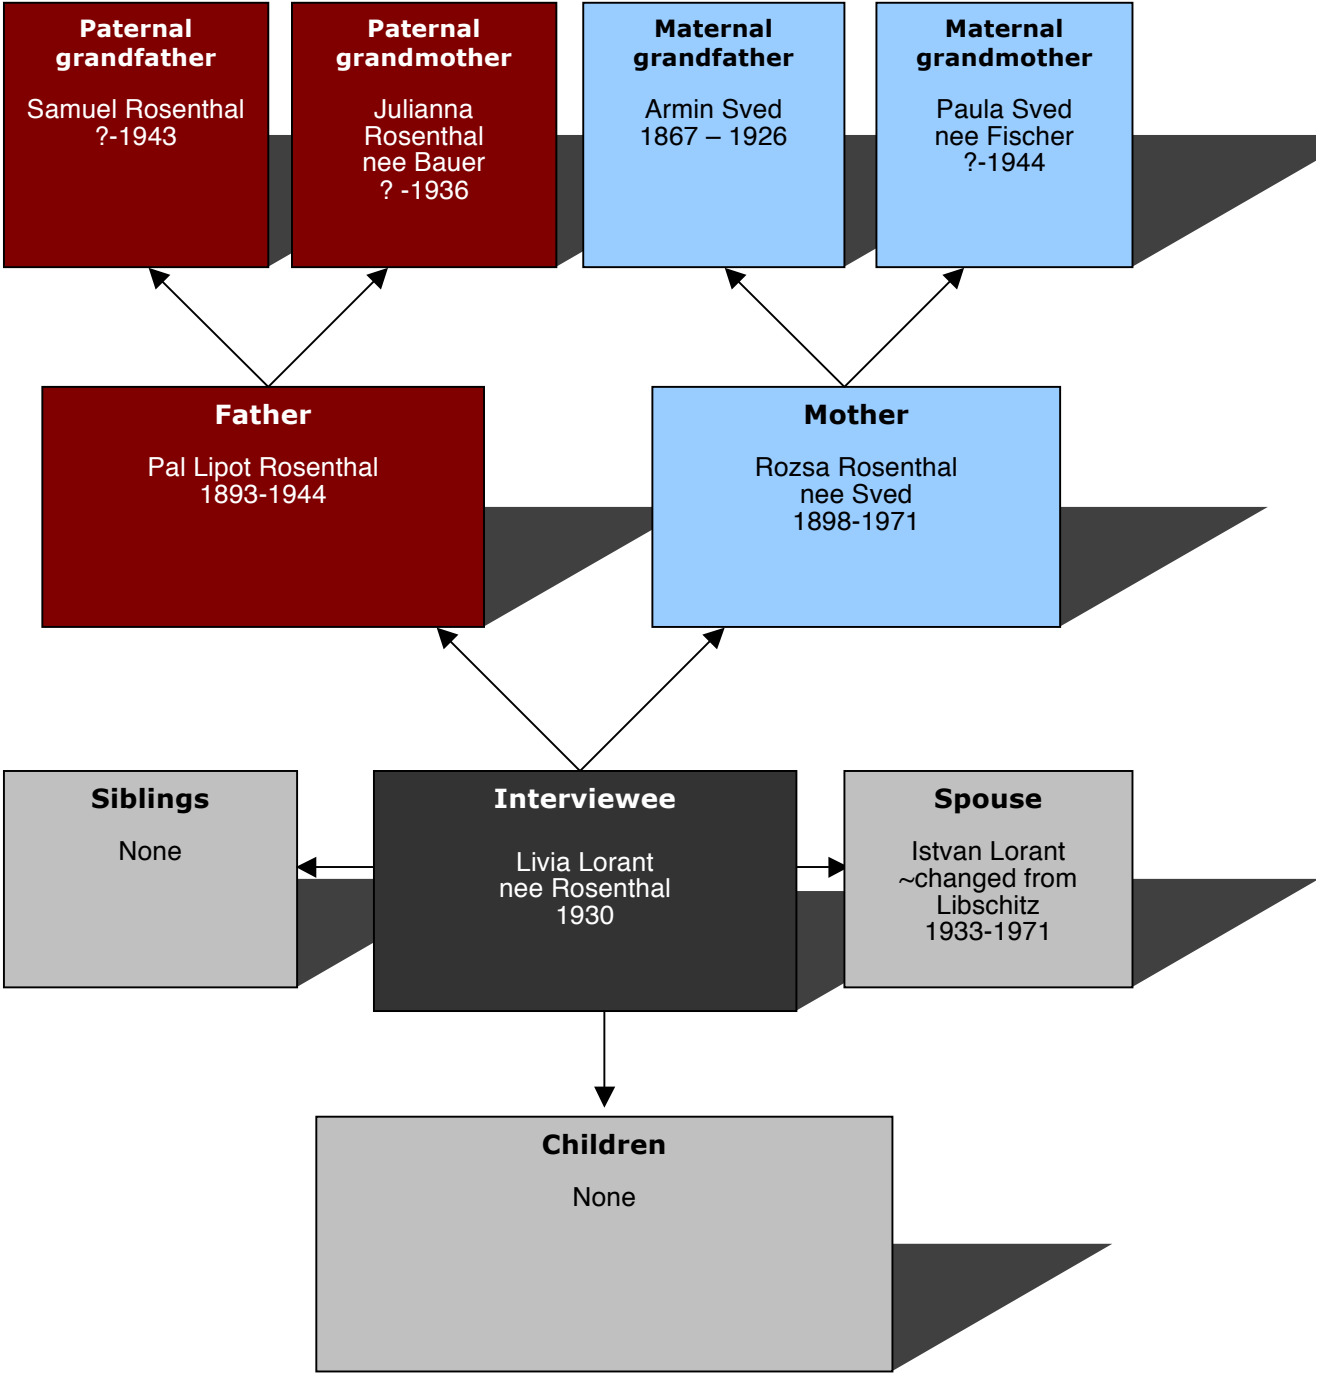 Paternal
grandfather
Samuel Rosenthal
?-1943
Paternal
grandmother
Julianna
Rosenthal
nee Bauer
? -1936
Maternal
grandfather
Armin Sved
1867 – 1926
Maternal
grandmother
Paula Sved
nee Fischer
?-1944
Father
Pal Lipot Rosenthal
1893-1944
Mother
Rozsa Rosenthal
nee Sved
1898-1971
Siblings
None
Interviewee
Livia Lorant
nee Rosenthal
1930
Spouse
Istvan Lorant
~changed from
Libschitz
1933-1971
Children
None